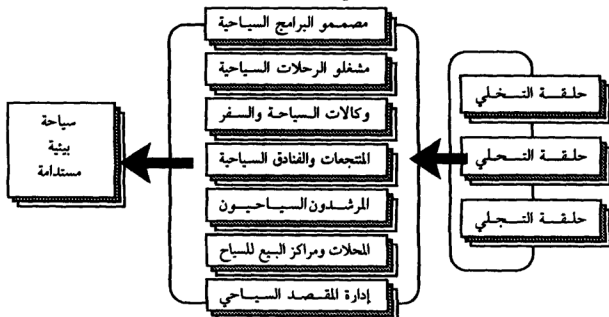 حلقة التخلي
حلقة التحلي
حلقة التجلي
مصممو البرامج السياحية
مشغلو الرحلات السياحية
وكالات السياحة والسفر
المنتجعات والفنادق السياحية
المرشدون السياحيون
المحلات ومراكز البيع للسياح
إدارة المقصد السياحي
سياحة
بيئية
مستدامة